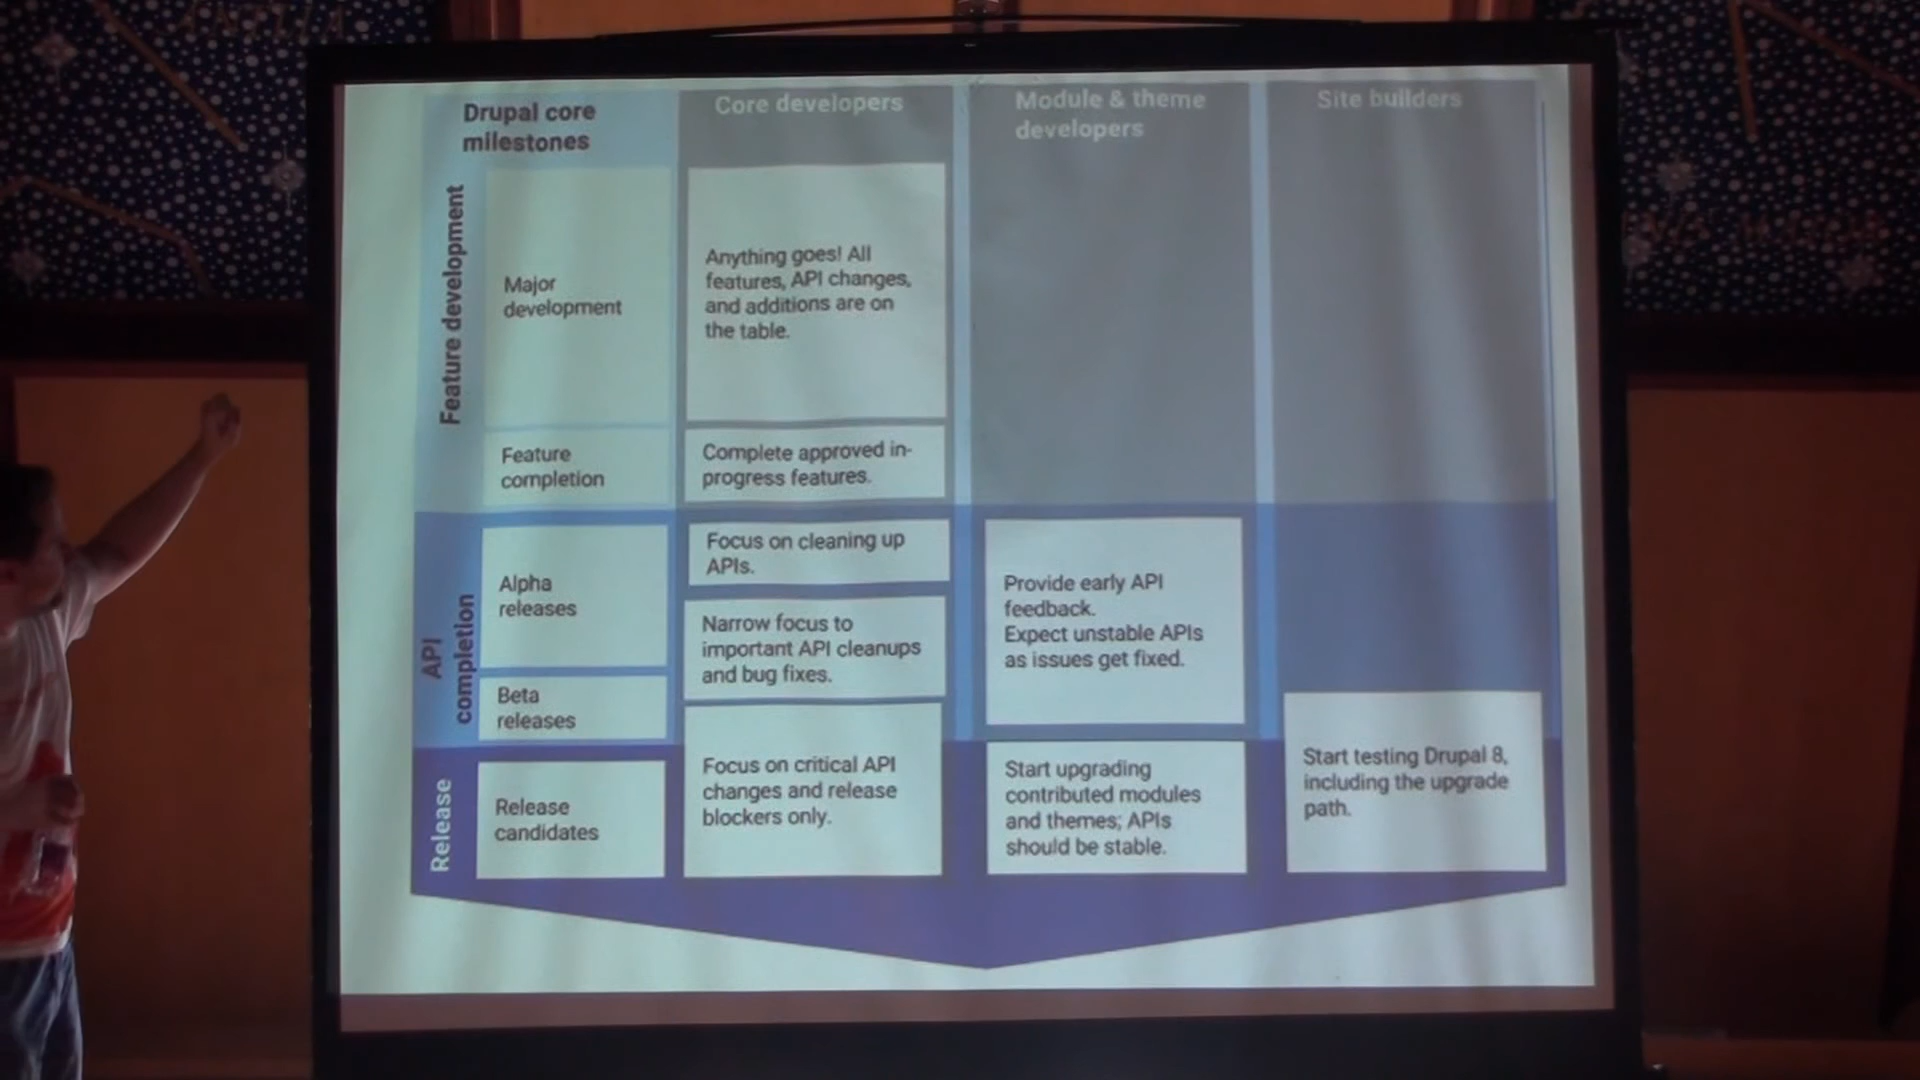 Drupal core
milestones
Core developers
Module & theme
developers
Site builders
Feature development
Major
development
Anything goes! All
features, API changes,
and additions are on
the table.
Feature
completion
Complete approved in-
progress features.
API
completion
Alpha
releases
Focus on cleaning up
APIs.
Narrow focus to
important API cleanups
and bug fixes.
Provide early API
feedback.
Expect unstable APIs
as issues get fixed.
Beta
releases
Release
Release
candidates
Focus on critical API
changes and release
blockers only.
Start upgrading
contributed modules
and themes; APIs
should be stable.
Start testing Drupal 8,
including the upgrade
path.